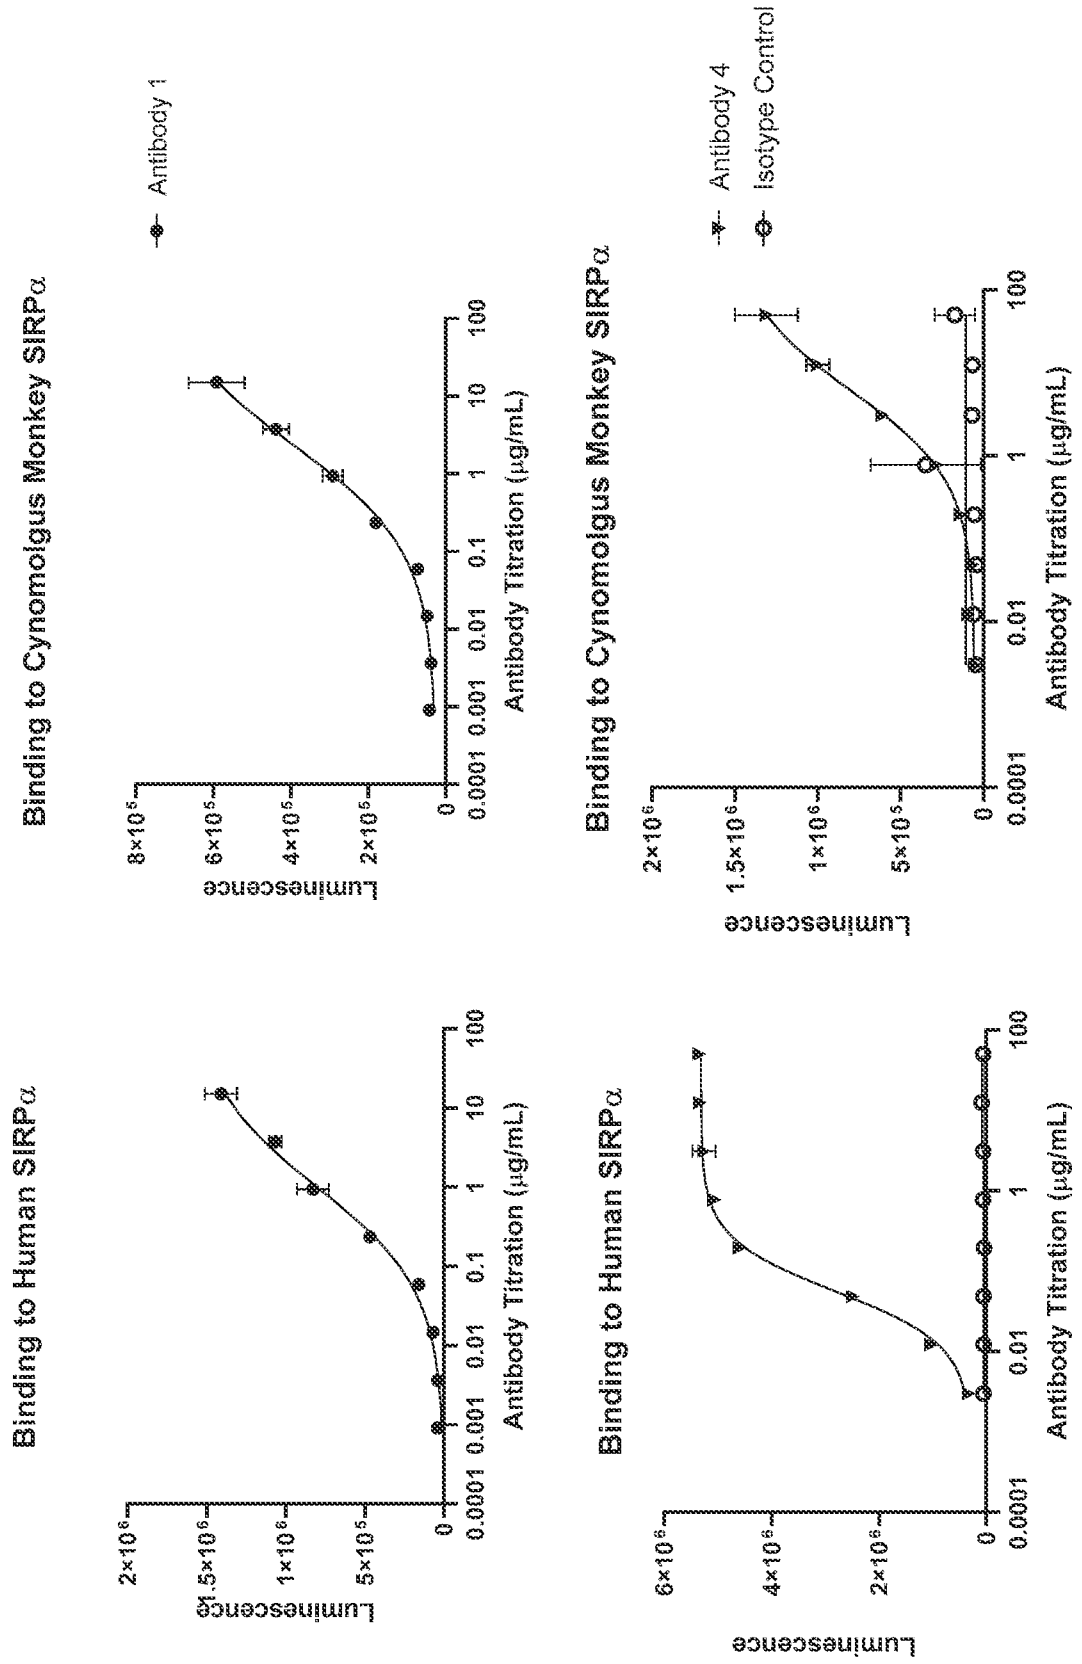 Binding to Human SIRPα
2×10⁶
1.5×10⁶
1×10⁶
5×10⁵
0
Luminescence
0.0001 0.001 0.01 0.1 1 10 100
Antibody Titration (μg/mL)
Binding to Cynomolgus Monkey SIRPα
8×10⁵
6×10⁵
4×10⁵
2×10⁵
0
Luminescence
0.0001 0.001 0.01 0.1 1 10 100
Antibody Titration (μg/mL)
Antibody 1
Binding to Human SIRPα
6×10⁶
4×10⁶
2×10⁶
0
Luminescence
0.0001 0.01 1 100
Antibody Titration (μg/mL)
Binding to Cynomolgus Monkey SIRPα
2×10⁶
1.5×10⁶
1×10⁶
5×10⁵
0
Luminescence
0.0001 0.01 1 100
Antibody Titration (μg/mL)
Antibody 4
Isotype Control